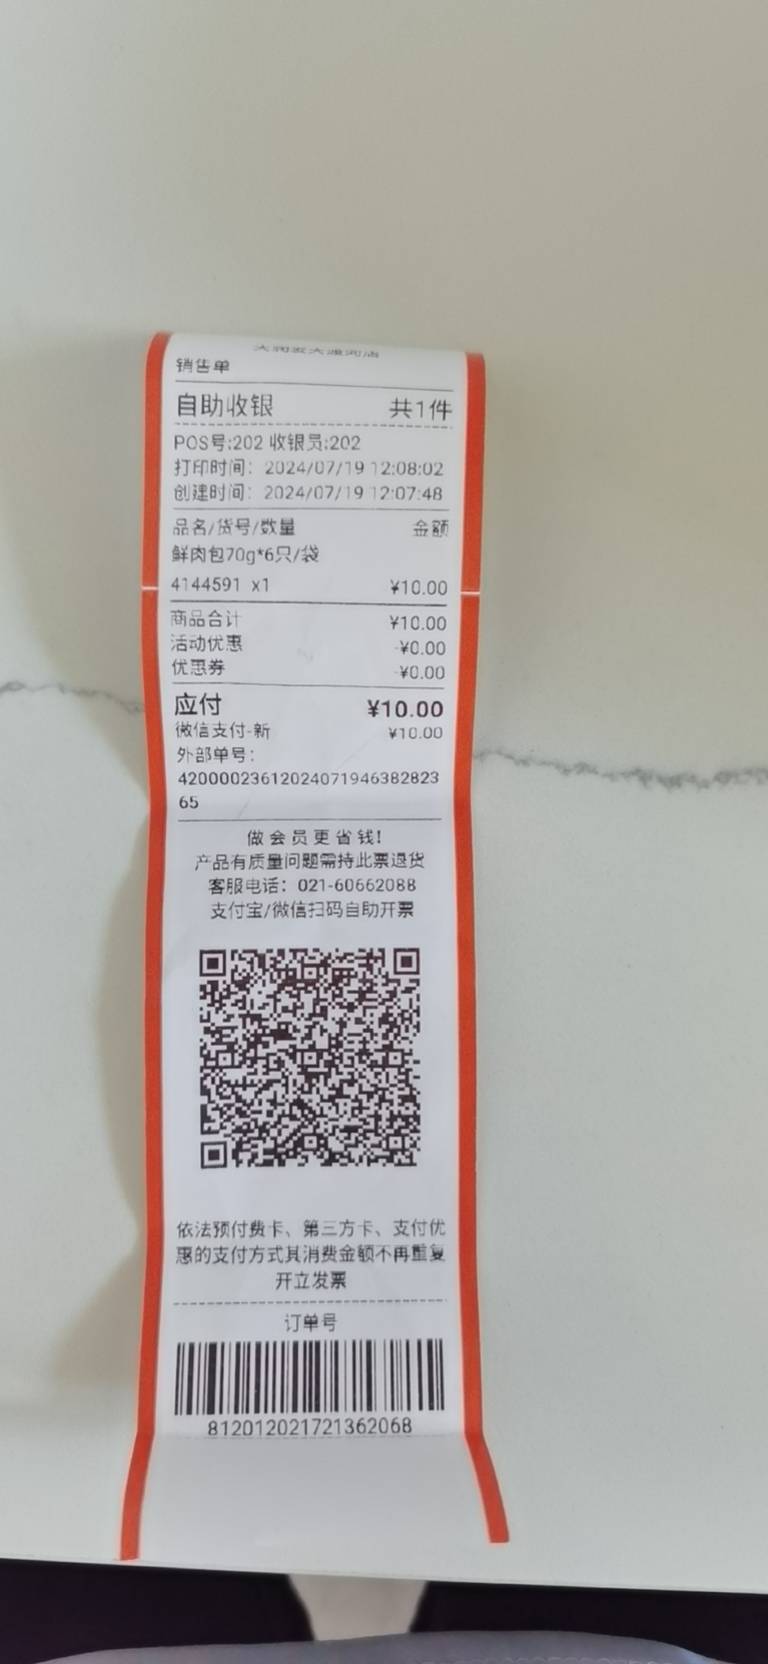 销售单
自助收银 共1件
POS号:202 收银员:202
打印时间：2024/07/19 12:08:02
创建时间：2024/07/19 12:07:48
品名/货号/数量 金额
鲜肉包70g*6只/袋
4144591 x1 ¥10.00
商品合计 ¥10.00
活动优惠 -¥0.00
优惠券 -¥0.00
应付 ¥10.00
微信支付-新 ¥10.00
外部单号：
42000023612024071946382823
65
做会员更省钱!
产品有质量问题需持此票退货
客服电话：021-60662088
支付宝/微信扫码自助开票
依法预付费卡、第三方卡、支付优
惠的支付方式其消费金额不再重复
开立发票
订单号
812012021721362068